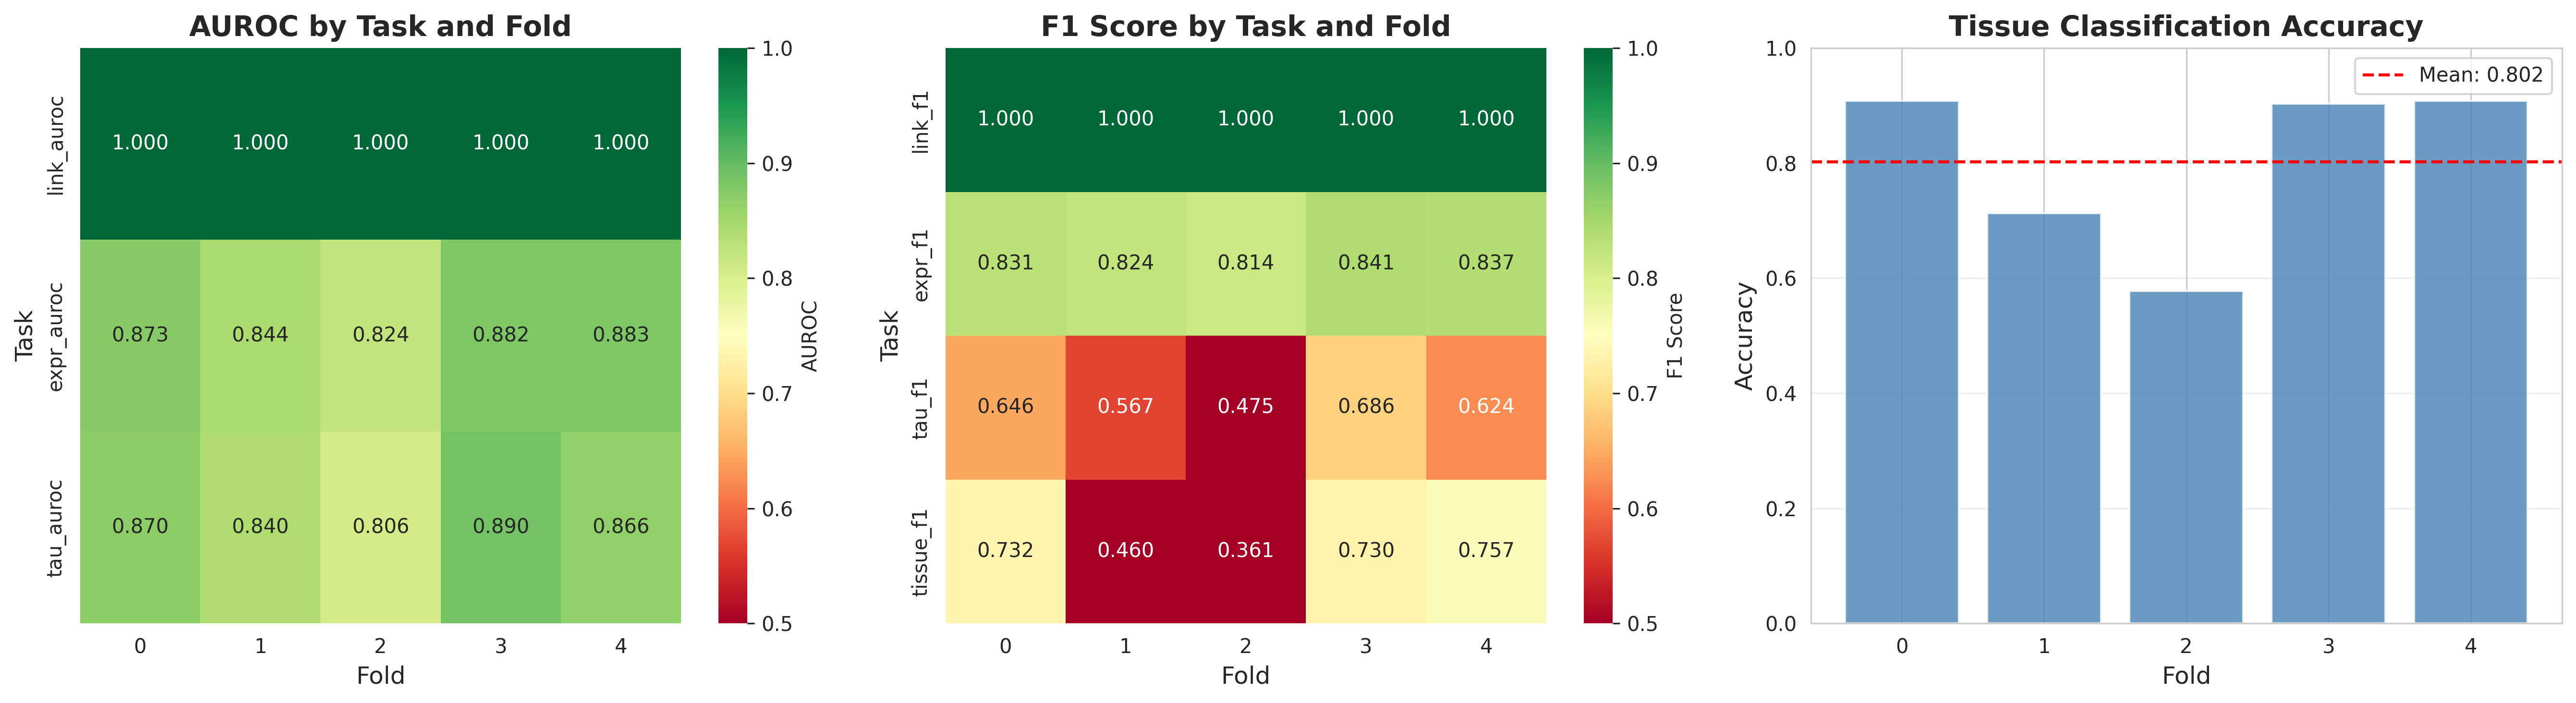 AUROC by Task and Fold
Task
link_auroc
expr_auroc
tau_auroc
1.000 1.000 1.000 1.000 1.000
0.873 0.844 0.824 0.882 0.883
0.870 0.840 0.806 0.890 0.866
0 1 2 3 4
Fold
1.0
0.9
0.8
0.7
0.6
0.5
AUROC
F1 Score by Task and Fold
Task
link_f1
expr_f1
tau_f1
tissue_f1
1.000 1.000 1.000 1.000 1.000
0.831 0.824 0.814 0.841 0.837
0.646 0.567 0.475 0.686 0.624
0.732 0.460 0.361 0.730 0.757
0 1 2 3 4
Fold
1.0
0.9
0.8
0.7
0.6
0.5
F1 Score
Tissue Classification Accuracy
Mean: 0.802
Accuracy
1.0
0.8
0.6
0.4
0.2
0.0
0 1 2 3 4
Fold